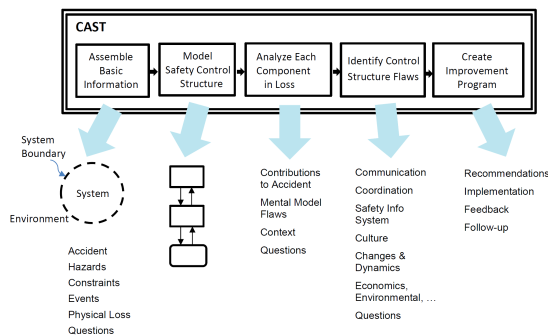 CAST
Assemble
Basic
Information
Model
Safety Control
Structure
Analyze Each
Component
in Loss
Identify Control
Structure Flaws
Create
Improvement
Program
System
Boundary
System
Environment
Accident
Hazards
Constraints
Events
Physical Loss
Questions
Contributions
to Accident
Mental Model
Flaws
Context
Questions
Communication
Coordination
Safety Info
System
Culture
Changes &
Dynamics
Economics,
Environmental, …
Questions
Recommendations
Implementation
Feedback
Follow-up